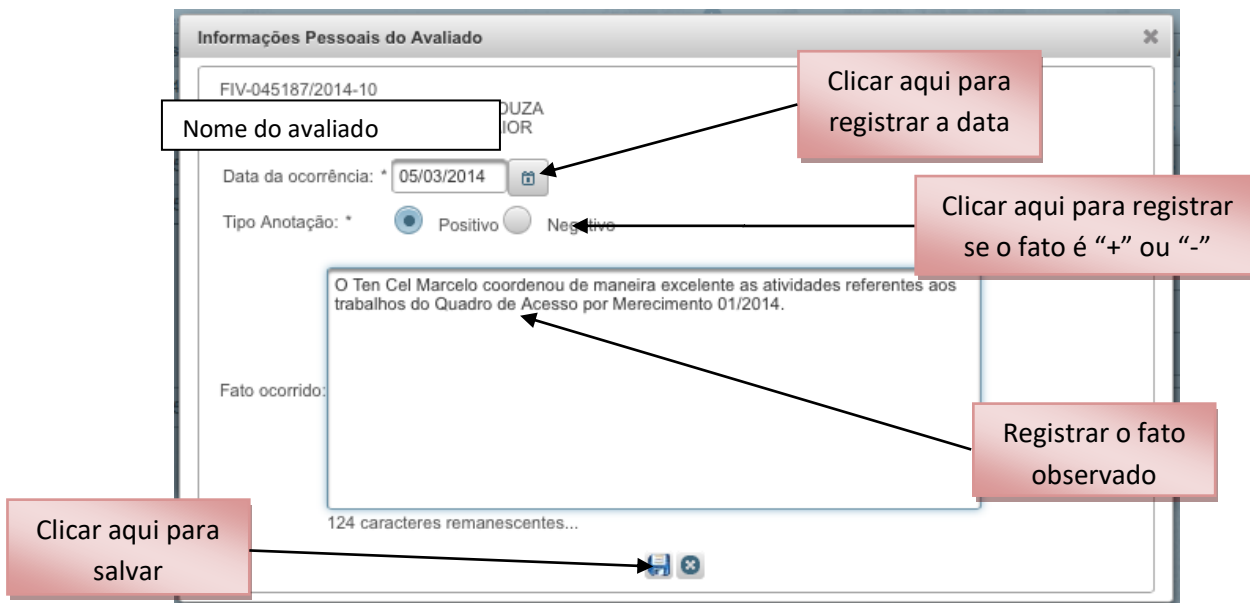 Informações Pessoais do Avaliado
FIV-045187/2014-10
Nome do avaliado
Clicar aqui para
registrar a data
Data da ocorrência: * 05/03/2014
Tipo Anotação: * Positivo Negativo
Clicar aqui para registrar
se o fato é “+” ou “-”
O Ten Cel Marcelo coordenou de maneira excelente as atividades referentes aos
trabalhos do Quadro de Acesso por Merecimento 01/2014.
Fato ocorrido:
Registrar o fato
observado
124 caracteres remanescentes...
Clicar aqui para
salvar